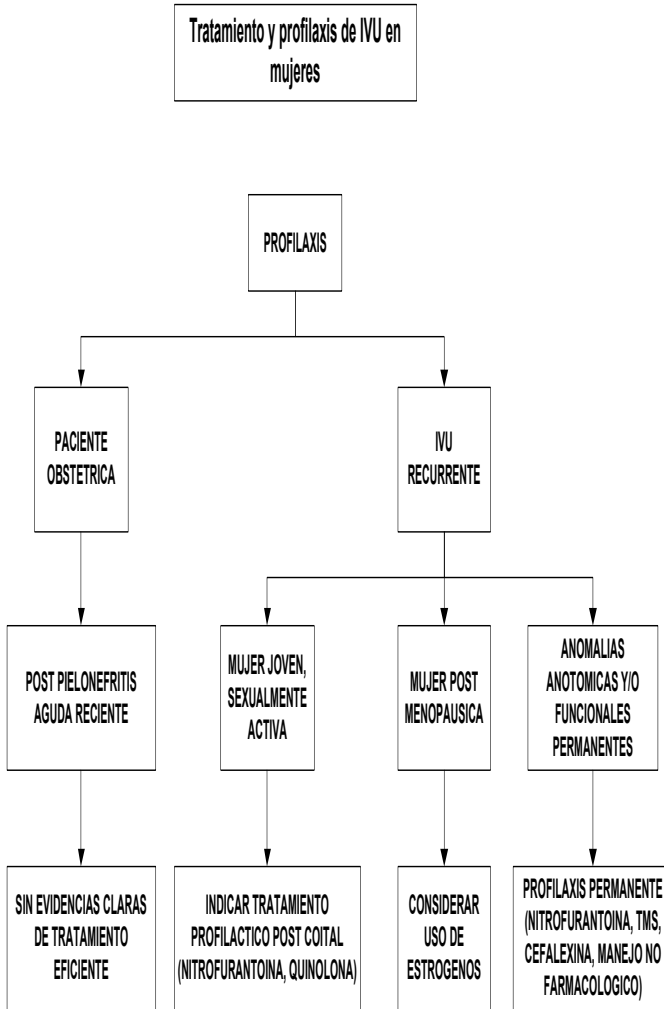 Tratamiento y profilaxis de IVU en
mujeres
PROFILAXIS
PACIENTE
OBSTETRICA
IVU
RECURRENTE
POST PIELONEFRITIS
AGUDA RECIENTE
MUJER JOVEN,
SEXUALMENTE
ACTIVA
MUJER POST
MENOPAUSICA
ANOMALIAS
ANOTOMICAS Y/O
FUNCIONALES
PERMANENTES
SIN EVIDENCIAS CLARAS
DE TRATAMIENTO
EFICIENTE
INDICAR TRATAMIENTO
PROFILACTICO POST COITAL
(NITROFURANTOINA, QUINOLONA)
CONSIDERAR
USO DE
ESTROGENOS
PROFILAXIS PERMANENTE
(NITROFURANTOINA, TMS,
CEFALEXINA, MANEJO NO
FARMACOLOGICO)